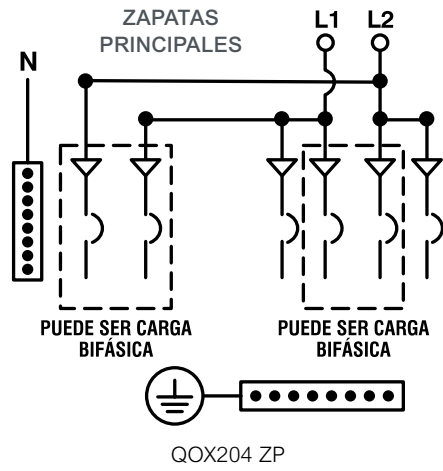 ZAPATAS
PRINCIPALES
L1 L2
N
PUEDE SER CARGA
BIFÁSICA
PUEDE SER CARGA
BIFÁSICA
QOX204 ZP